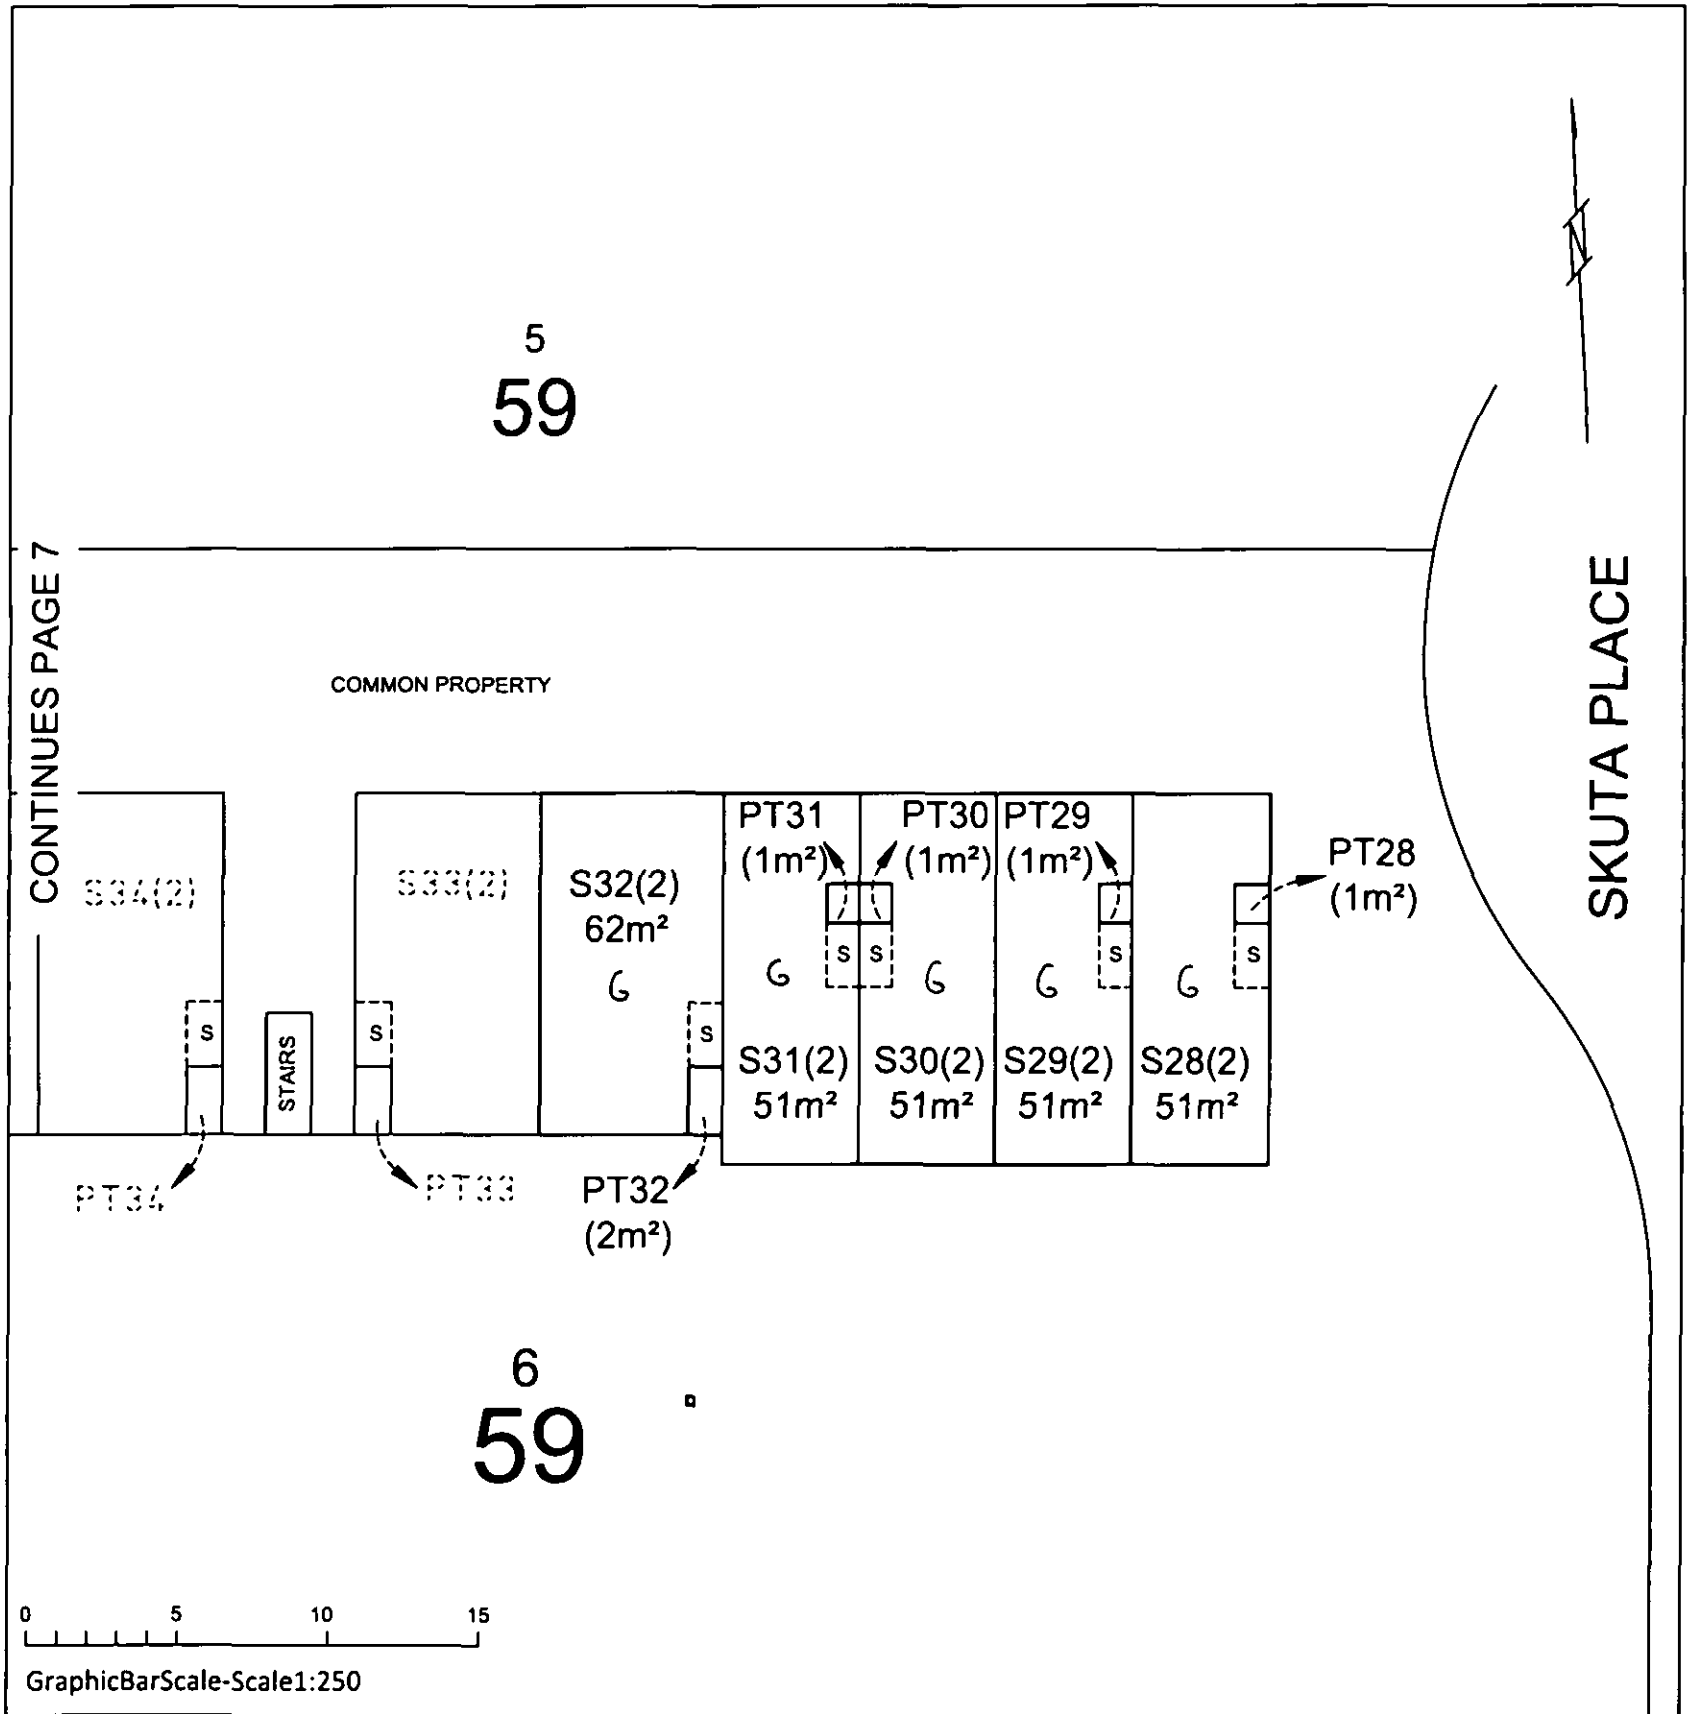 5
59
N
CONTINUES PAGE 7
SKUTA PLACE
COMMON PROPERTY
PT31
(1m²)
PT30
(1m²)
PT29
(1m²)
PT28
(1m²)
S34(2)
S33(2)
S32(2)
62m²
G
G
G
G
G
S
S
S
S
S
S
S
STAIRS
S31(2)
51m²
S30(2)
51m²
S29(2)
51m²
S28(2)
51m²
PT34
PT33
PT32
(2m²)
6
59
0 5 10 15
GraphicBarScale-Scale1:250